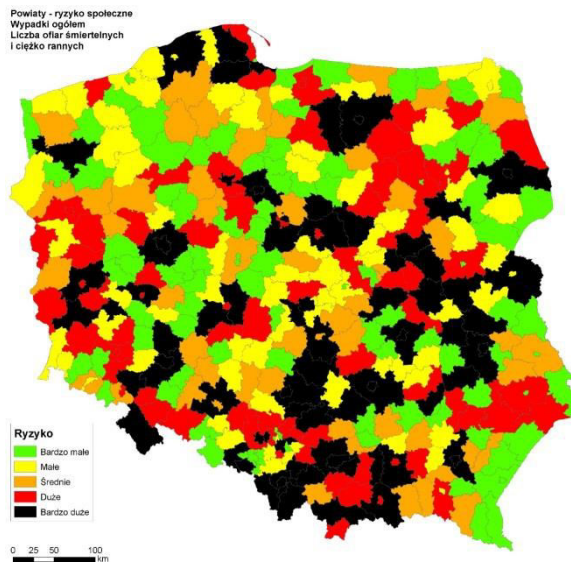 Powiaty - ryzyko społeczne
Wypadki ogółem
Liczba ofiar śmiertelnych
i ciężko rannych
Ryzyko
Bardzo małe
Małe
Średnie
Duże
Bardzo duże
0 25 50 100
km